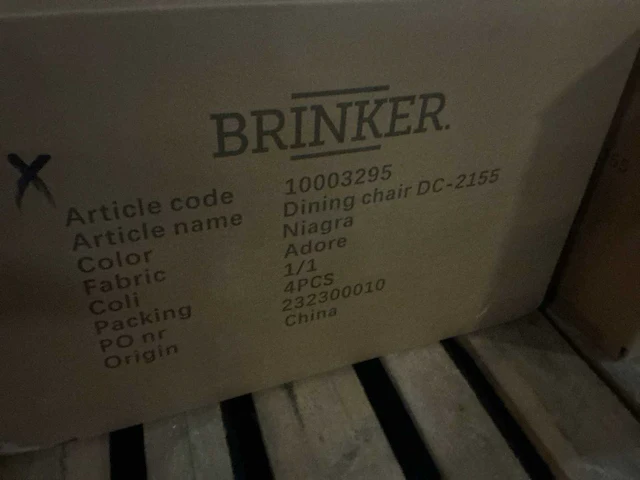 BRINKER.
Article code 10003295
Article name Dining chair DC-2155
Color Niagra
Fabric Adore
Coli 1/1
Packing 4PCS
PO nr 232300010
Origin China